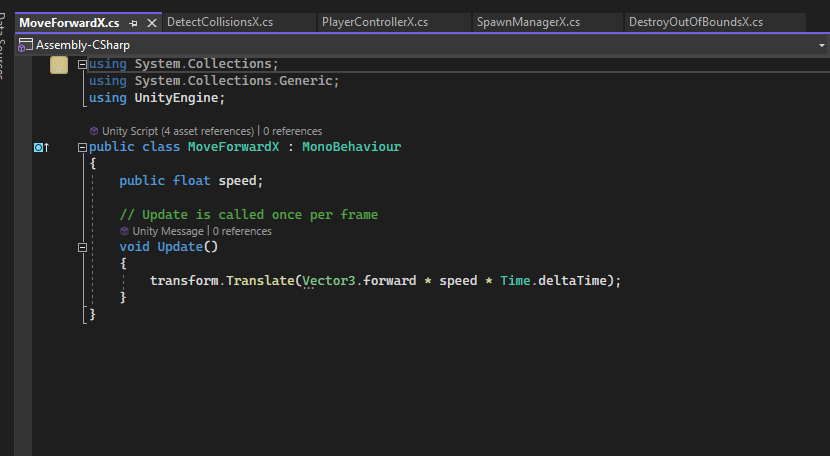 MoveForwardX.cs
DetectCollisionsX.cs
PlayerControllerX.cs
SpawnManagerX.cs
DestroyOutOfBoundsX.cs
Data Sources
Assembly-CSharp
using System.Collections;
using System.Collections.Generic;
using UnityEngine;
Unity Script (4 asset references) | 0 references
public class MoveForwardX : MonoBehaviour
{
public float speed;
// Update is called once per frame
Unity Message | 0 references
void Update()
{
transform.Translate(Vector3.forward * speed * Time.deltaTime);
}
}